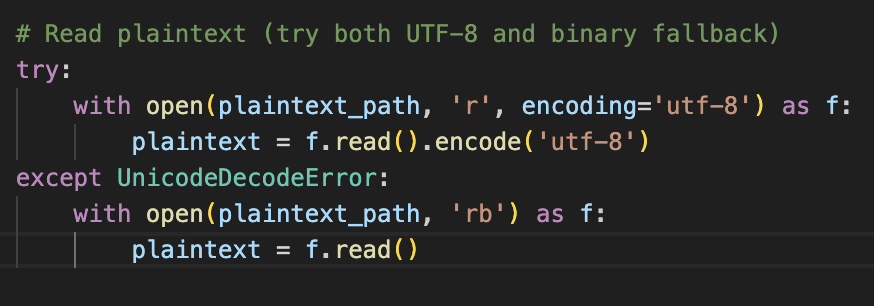 # Read plaintext (try both UTF-8 and binary fallback)
try:
    with open(plaintext_path, 'r', encoding='utf-8') as f:
        plaintext = f.read().encode('utf-8')
except UnicodeDecodeError:
    with open(plaintext_path, 'rb') as f:
        plaintext = f.read()